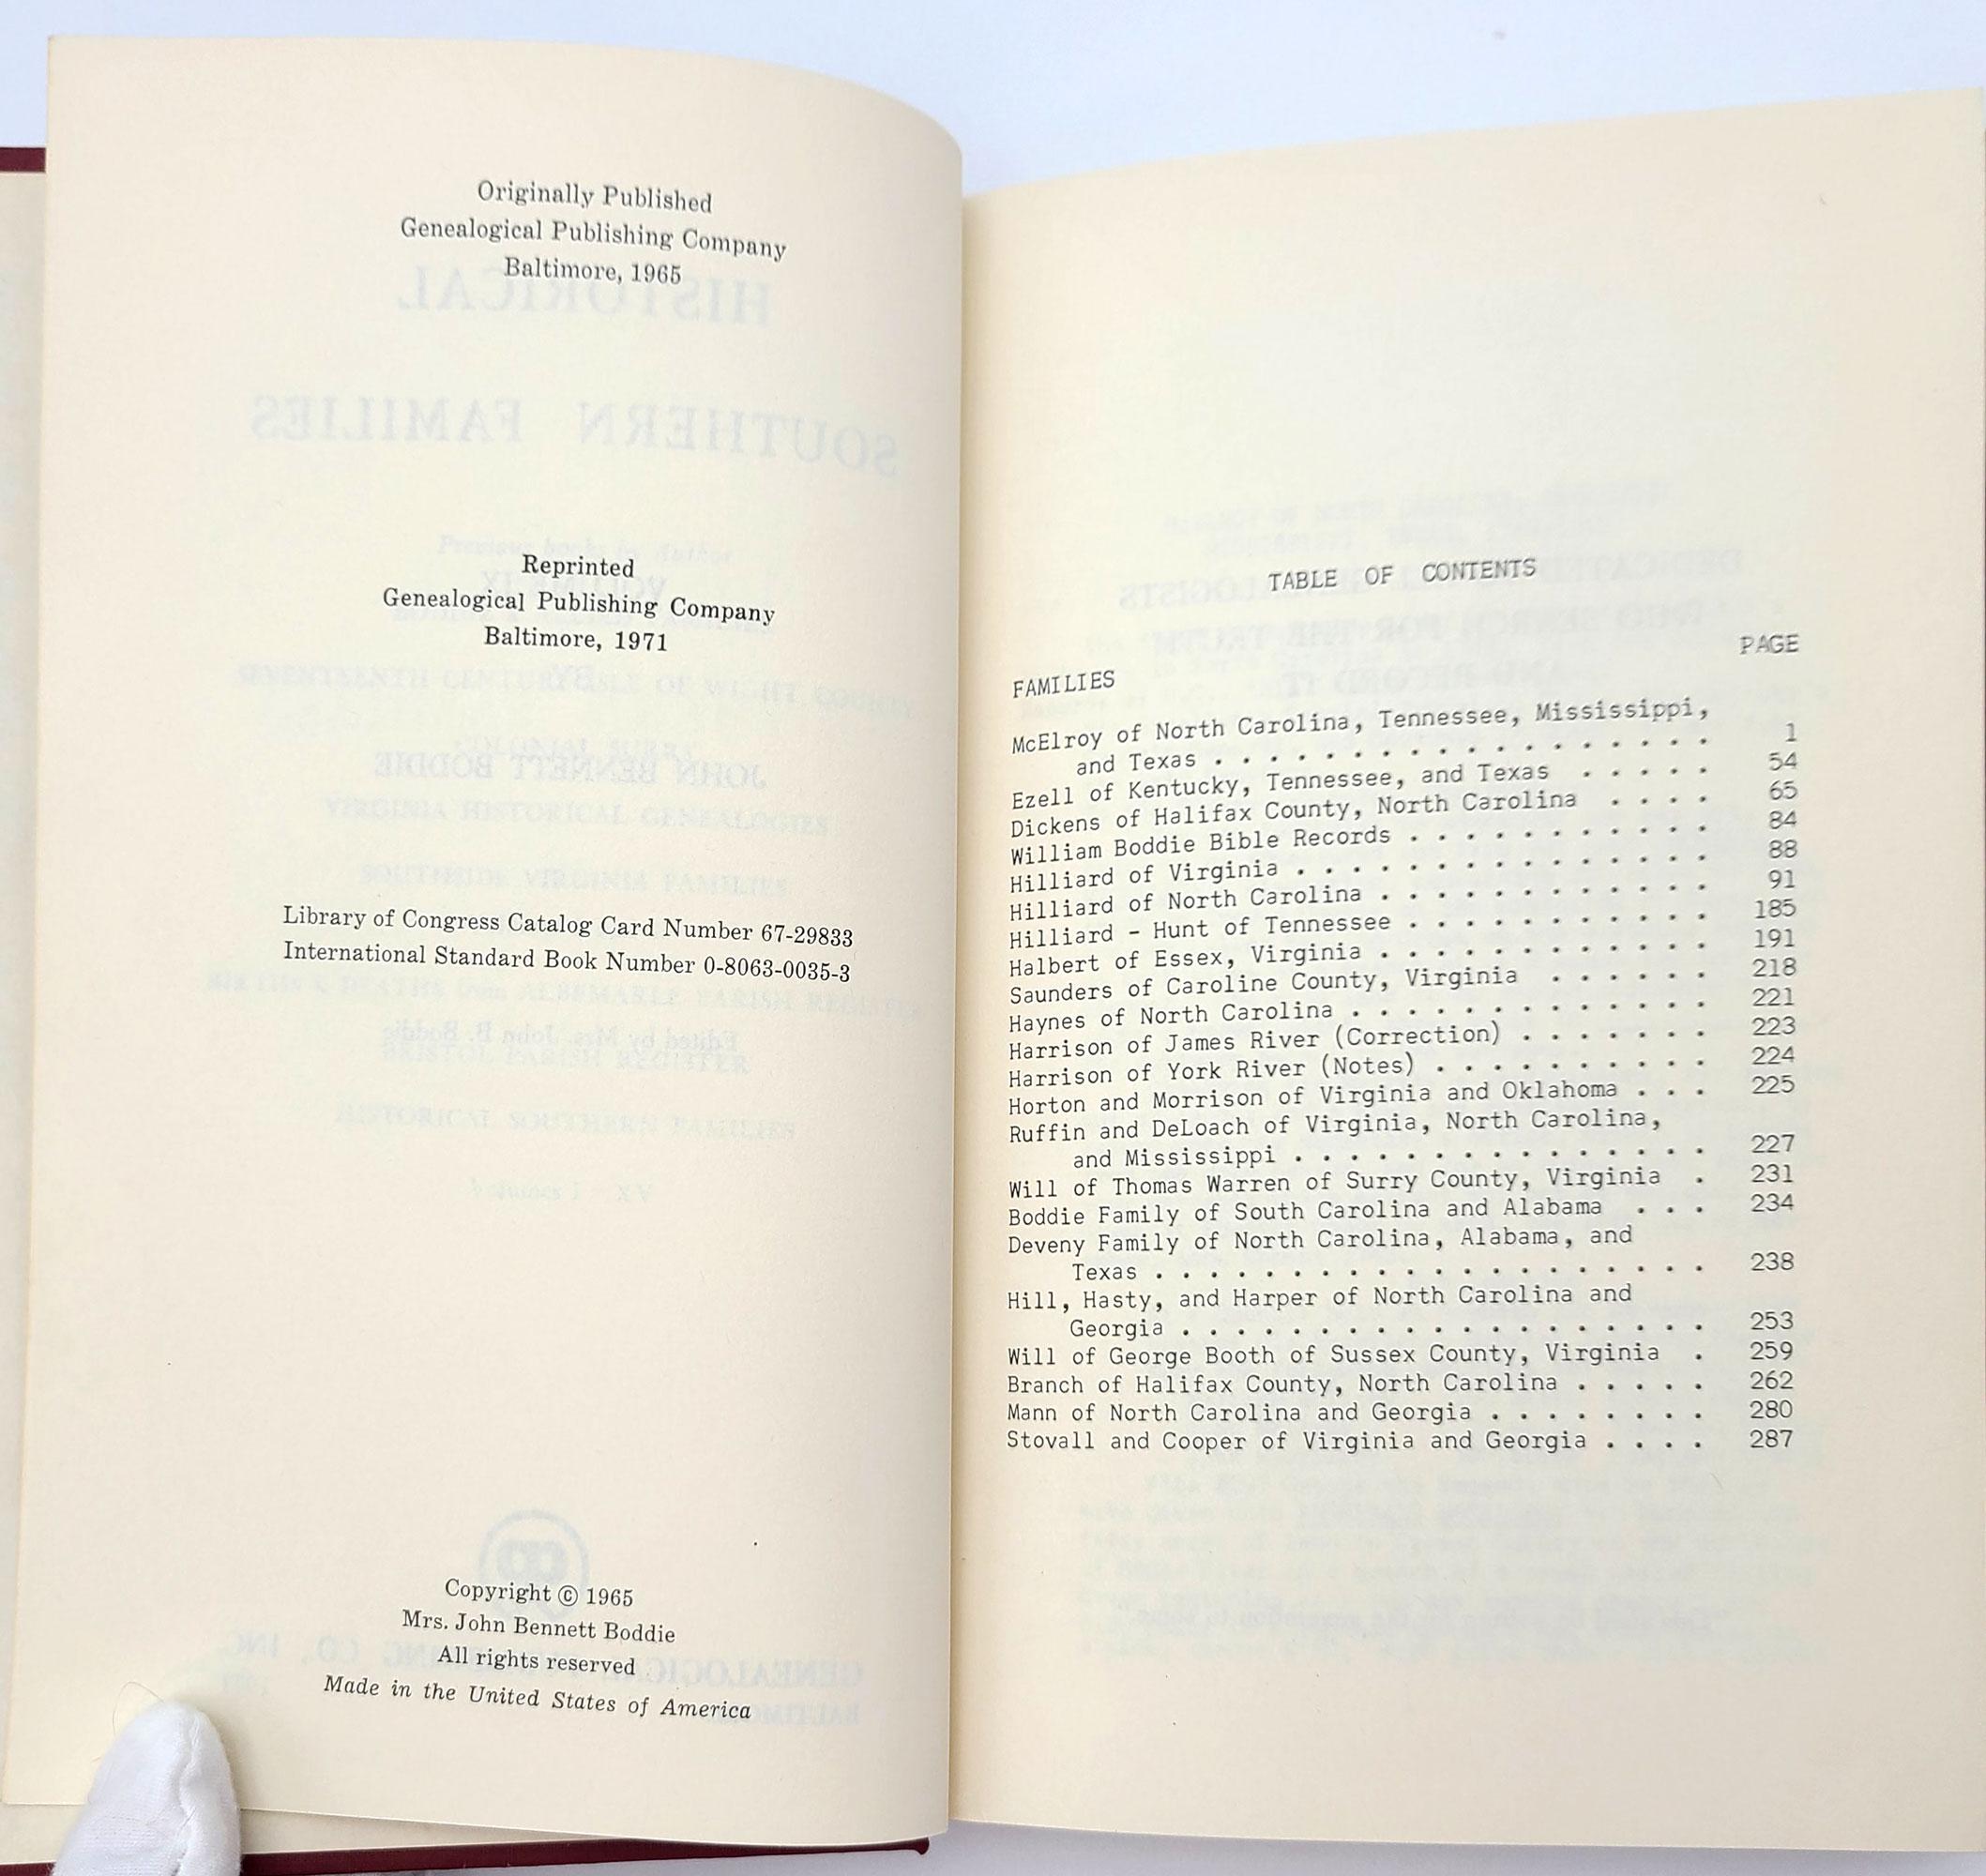 Originally Published
Genealogical Publishing Company
Baltimore, 1965
Reprinted
Genealogical Publishing Company
Baltimore, 1971
Library of Congress Catalog Card Number 67-29833
International Standard Book Number 0-8063-0035-3
Copyright © 1965
Mrs. John Bennett Boddie
All rights reserved
Made in the United States of America
TABLE OF CONTENTS
PAGE
FAMILIES
McElroy of North Carolina, Tennessee, Mississippi,
and Texas . . . . . . . . . . . . . . . . . . 1
Ezell of Kentucky, Tennessee, and Texas . . . . . 54
Dickens of Halifax County, North Carolina . . . . 65
William Boddie Bible Records . . . . . . . . . . . 84
Hilliard of Virginia . . . . . . . . . . . . . . . 88
Hilliard of North Carolina . . . . . . . . . . . . 91
Hilliard - Hunt of Tennessee . . . . . . . . . . . 185
Halbert of Essex, Virginia . . . . . . . . . . . . 191
Saunders of Caroline County, Virginia . . . . . . 218
Haynes of North Carolina . . . . . . . . . . . . . 221
Harrison of James River (Correction) . . . . . . . 223
Harrison of York River (Notes) . . . . . . . . . . 224
Horton and Morrison of Virginia and Oklahoma . . . 225
Ruffin and DeLoach of Virginia, North Carolina,
and Mississippi . . . . . . . . . . . . . . . 227
Will of Thomas Warren of Surry County, Virginia . 231
Boddie Family of South Carolina and Alabama . . . 234
Deveny Family of North Carolina, Alabama, and
Texas . . . . . . . . . . . . . . . . . . . . 238
Hill, Hasty, and Harper of North Carolina and
Georgia . . . . . . . . . . . . . . . . . . . 253
Will of George Booth of Sussex County, Virginia . 259
Branch of Halifax County, North Carolina . . . . . 262
Mann of North Carolina and Georgia . . . . . . . . 280
Stovall and Cooper of Virginia and Georgia . . . . 287